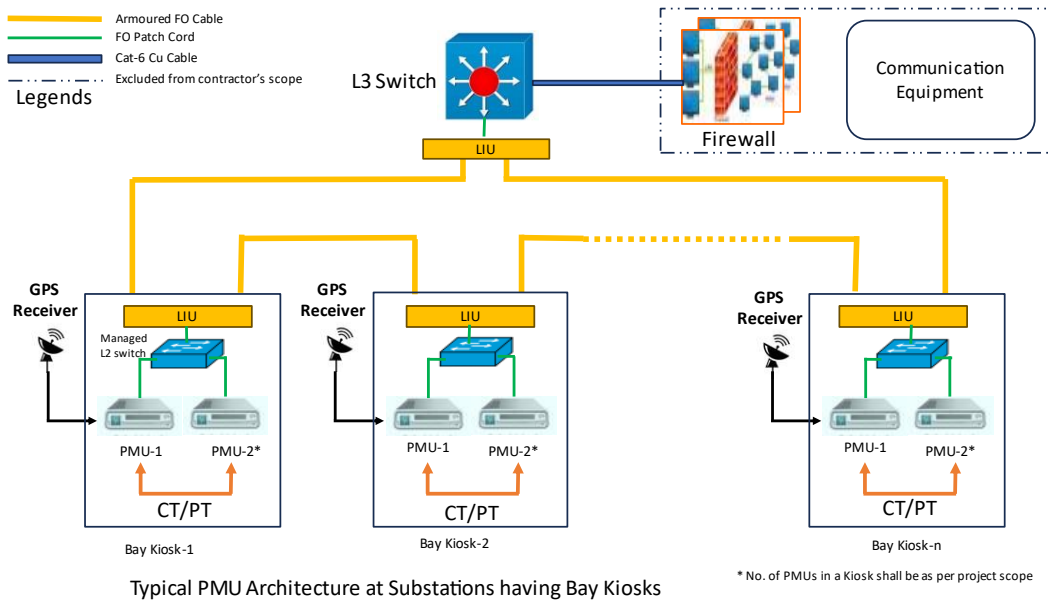 Armoured FO Cable
FO Patch Cord
Cat-6 Cu Cable
Excluded from contractor's scope
Legends
L3 Switch
LIU
Firewall
Communication
Equipment
GPS
Receiver
LIU
Managed
L2 switch
PMU-1
PMU-2*
CT/PT
Bay Kiosk-1
GPS
Receiver
LIU
PMU-1
PMU-2*
CT/PT
Bay Kiosk-2
GPS
Receiver
LIU
PMU-1
PMU-2*
CT/PT
Bay Kiosk-n
* No. of PMUs in a Kiosk shall be as per project scope
Typical PMU Architecture at Substations having Bay Kiosks